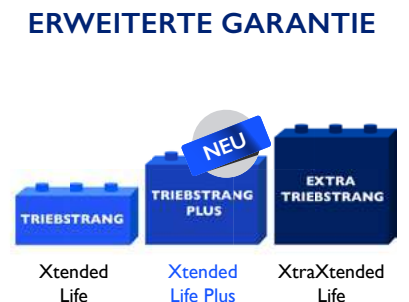 ERWEITERTE GARANTIE
NEU
TRIEBSTRANG
TRIEBSTRANG
PLUS
EXTRA
TRIEBSTRANG
Xtended
Life
Xtended
Life Plus
XtraXtended
Life